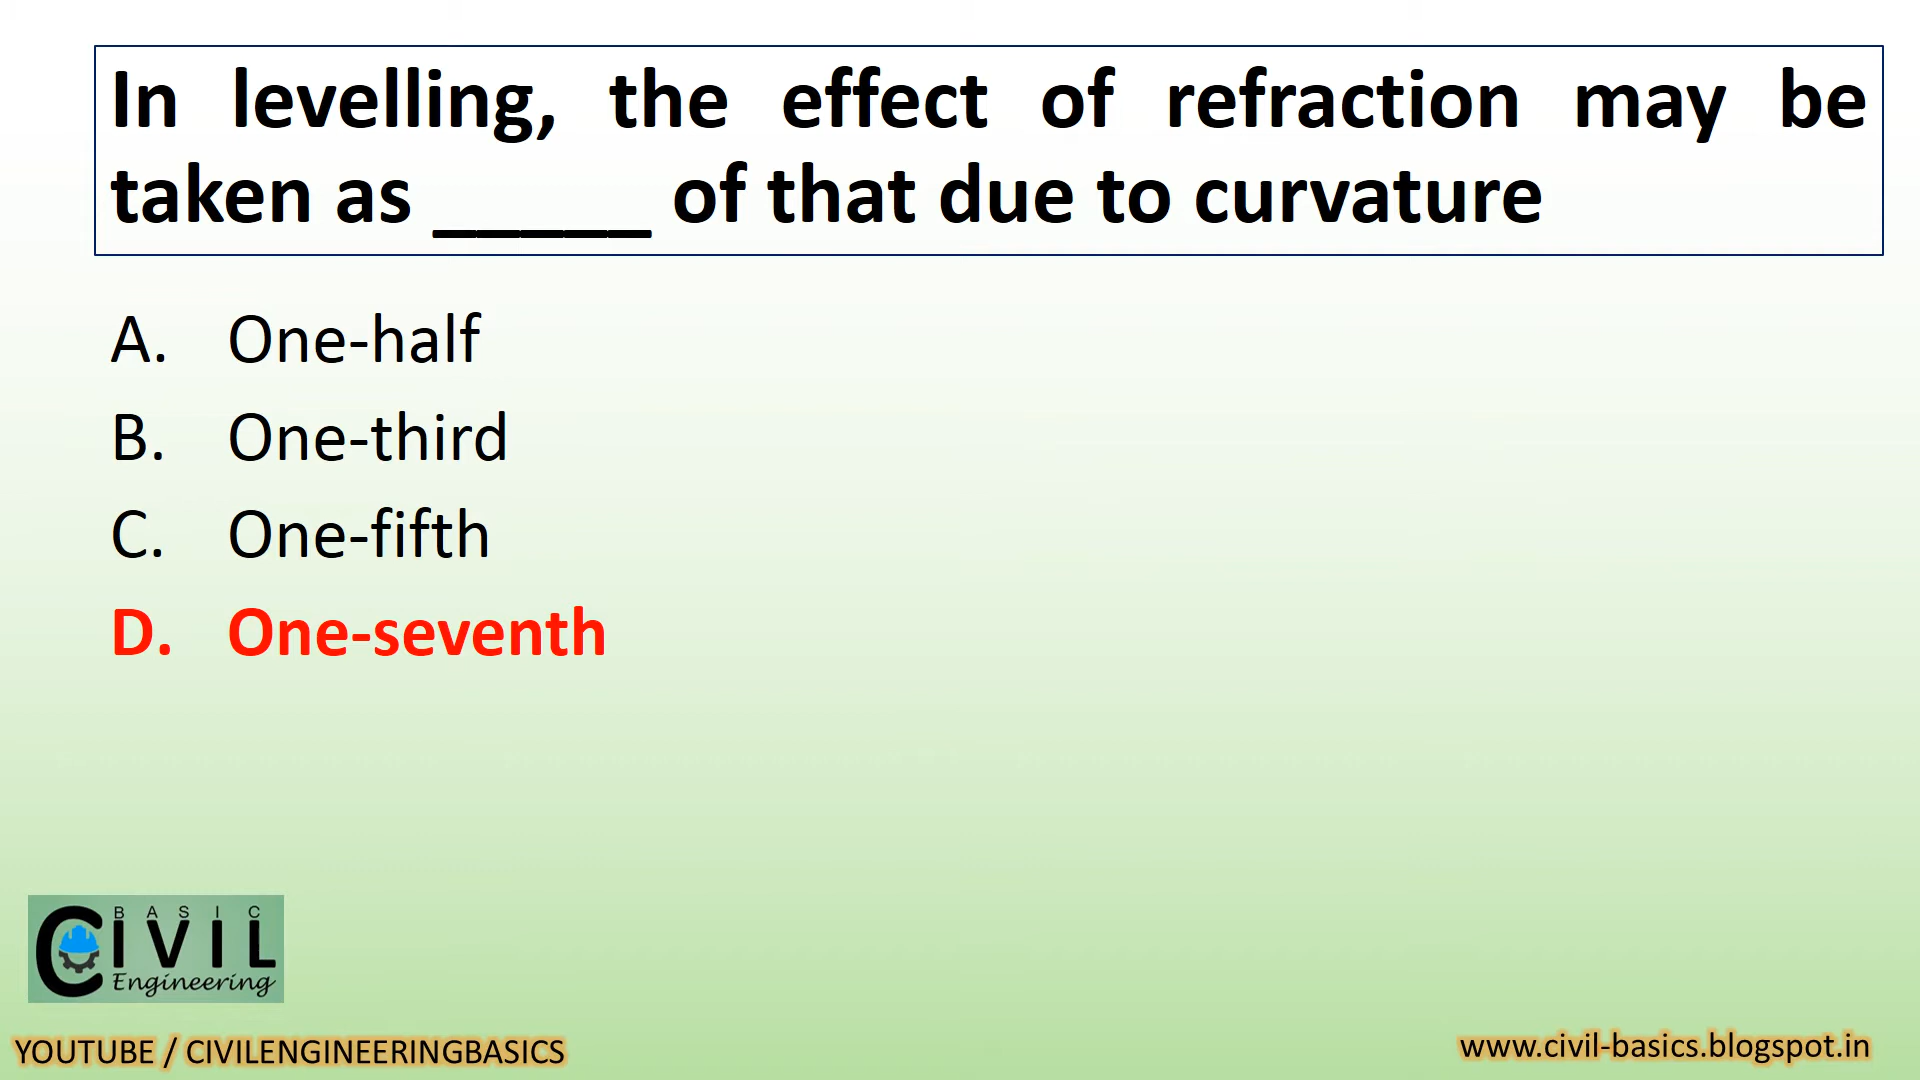 In levelling, the effect of refraction may be
taken as _____ of that due to curvature
A. One-half
B. One-third
C. One-fifth
D. One-seventh
BASIC
CIVIL
Engineering
YOUTUBE / CIVILENGINEERINGBASICS
www.civil-basics.blogspot.in